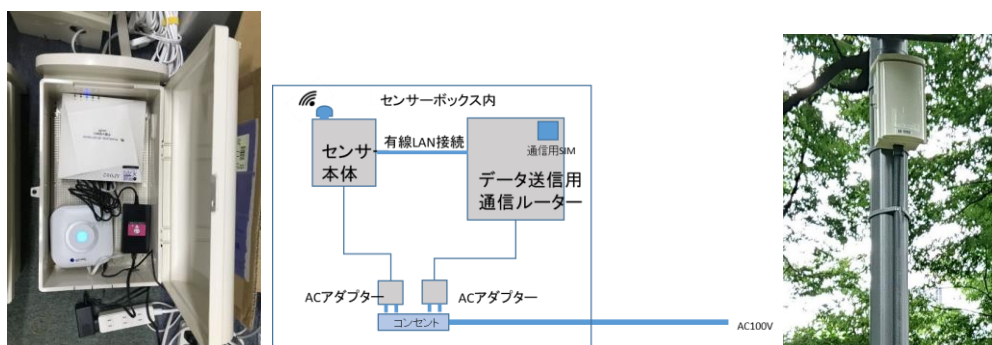 センサーボックス内
センサ
本体
有線LAN接続
通信用SIM
データ送信用
通信ルーター
ACアダプター
ACアダプター
コンセント
AC100V